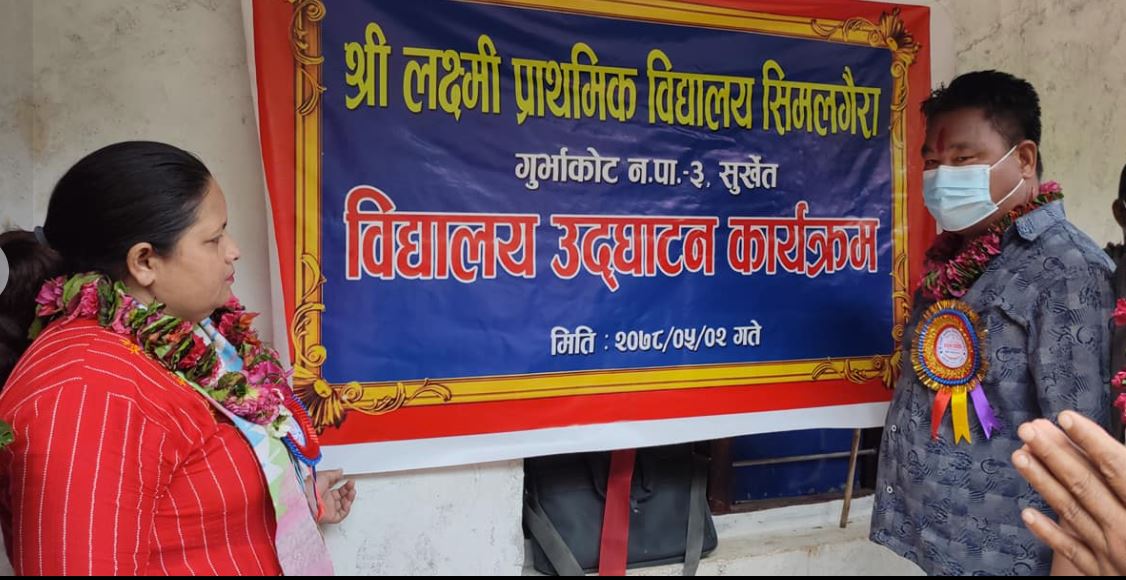 श्री लक्ष्मी प्राथमिक विद्यालय सिमलगैरा
गुर्भाकोट न.पा.-३, सुर्खेत
विद्यालय उद्घाटन कार्यक्रम
मिति : २०७८/०५/०२ गते